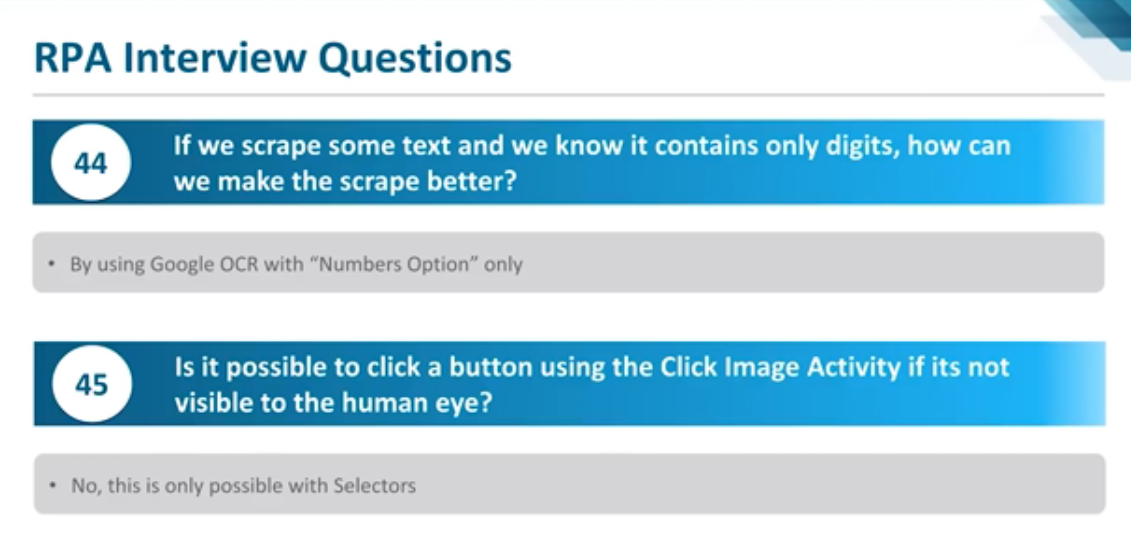 RPA Interview Questions
44
If we scrape some text and we know it contains only digits, how can
we make the scrape better?
• By using Google OCR with “Numbers Option” only
45
Is it possible to click a button using the Click Image Activity if its not
visible to the human eye?
• No, this is only possible with Selectors